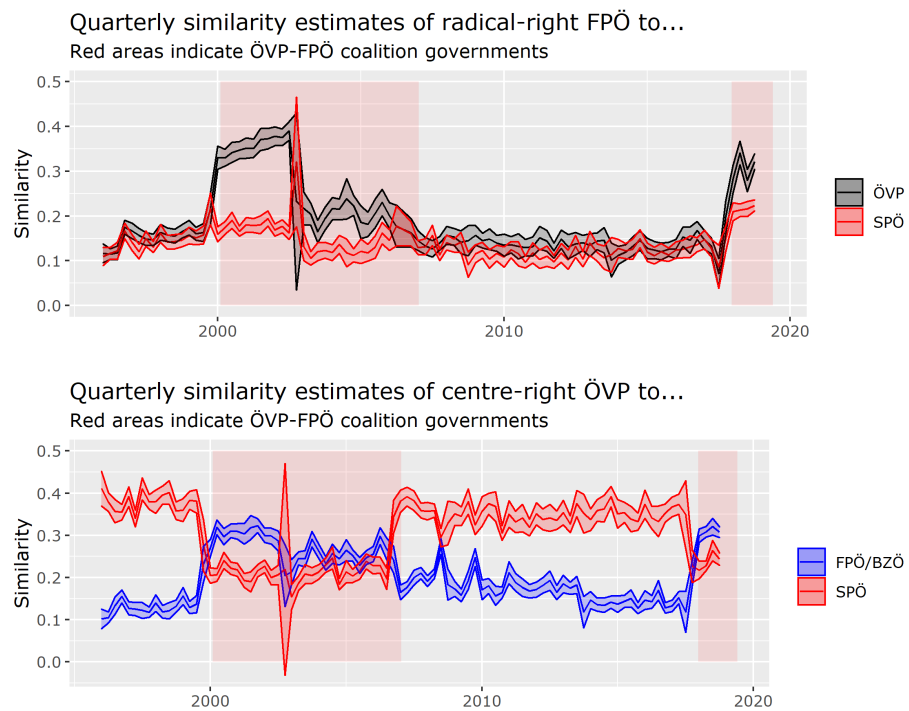 Quarterly similarity estimates of radical-right FPÖ to...
Red areas indicate ÖVP-FPÖ coalition governments
0.5
0.4
0.3
0.2
0.1
0.0
Similarity
2000
2010
2020
ÖVP
SPÖ
Quarterly similarity estimates of centre-right ÖVP to...
Red areas indicate ÖVP-FPÖ coalition governments
0.5
0.4
0.3
0.2
0.1
0.0
Similarity
2000
2010
2020
FPÖ/BZÖ
SPÖ